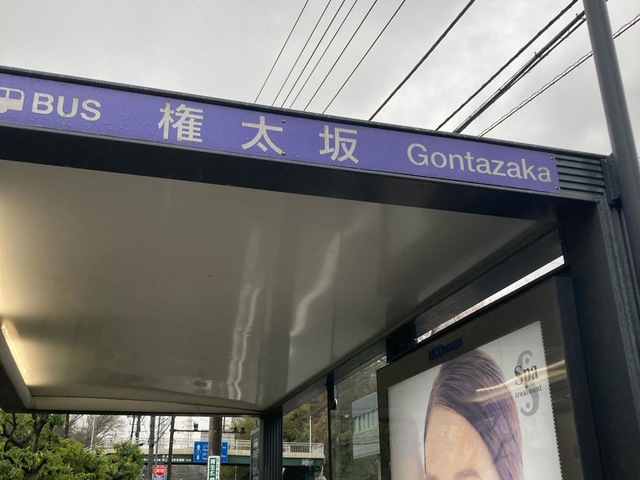 BUS 権太坂 Gontazaka
Spa
treatment